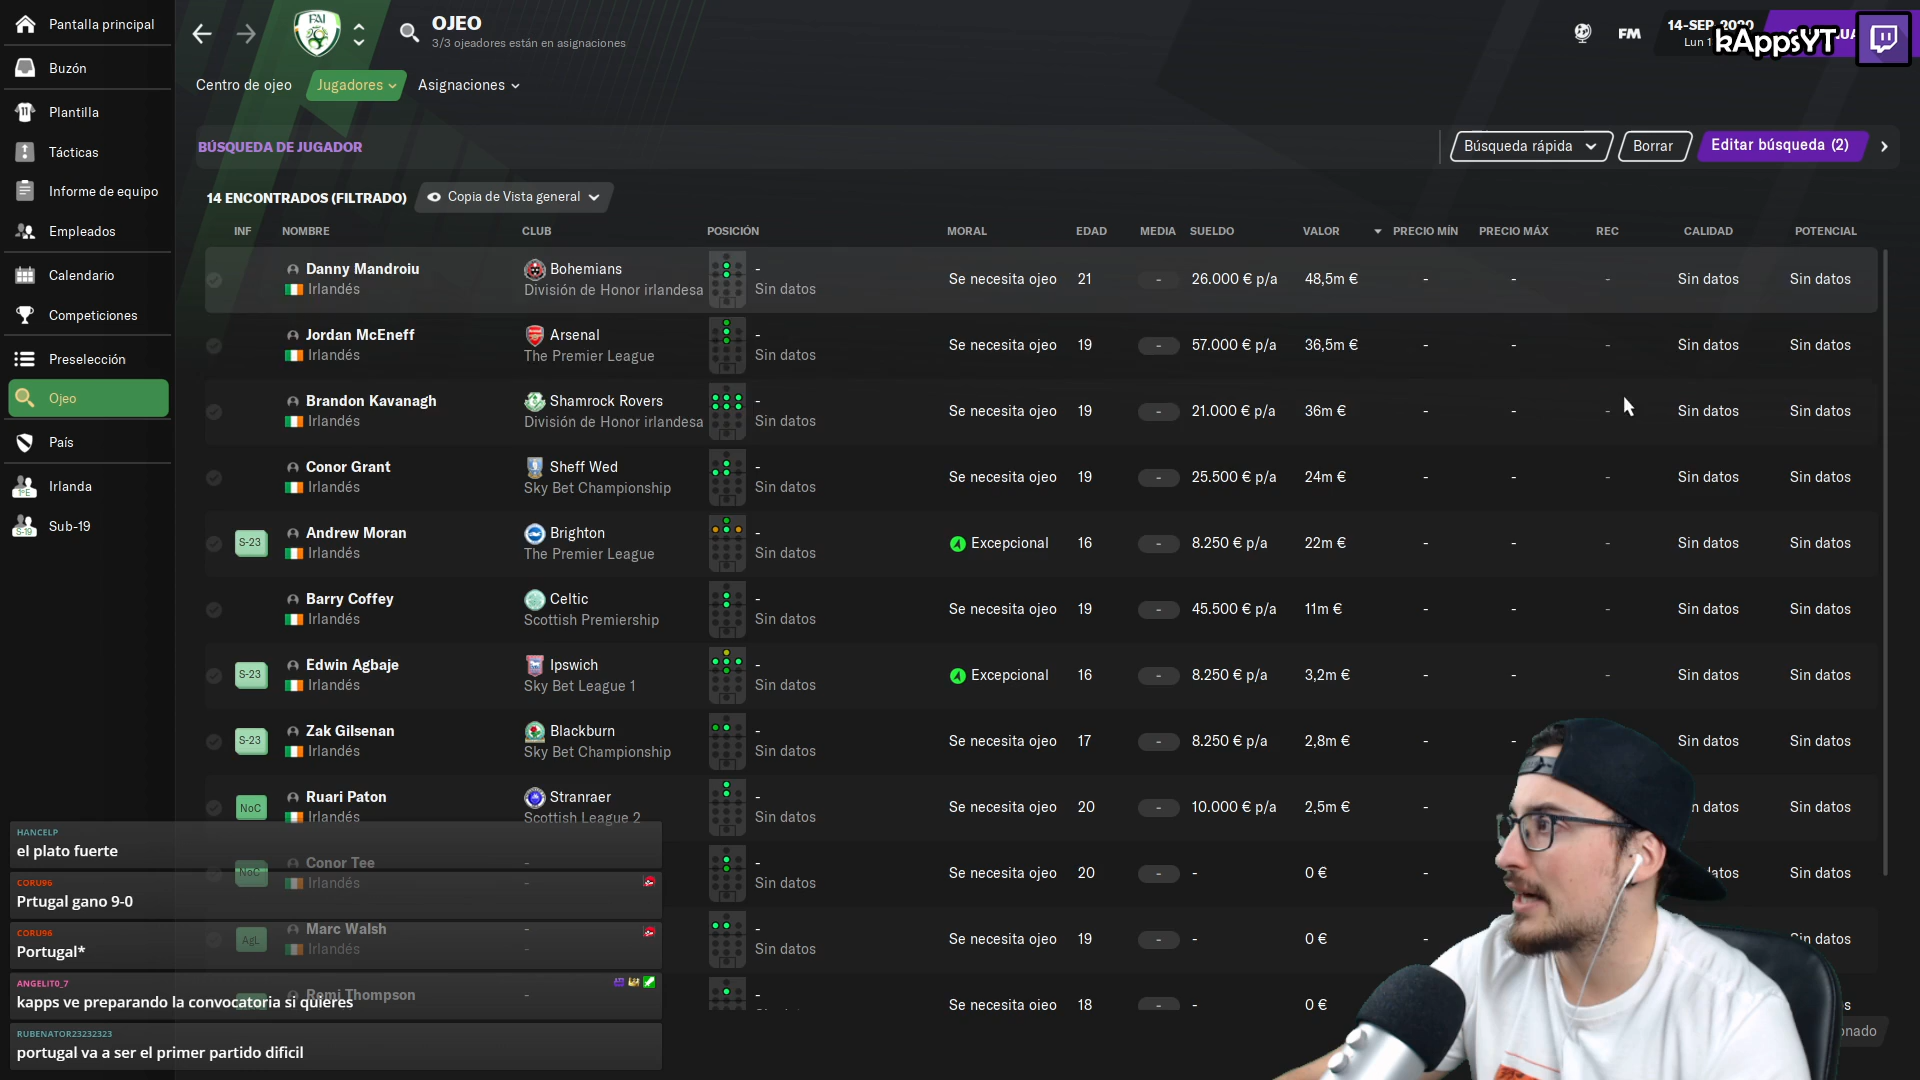 Pantalla principal
Buzón
Plantilla
Tácticas
Informe de equipo
Empleados
Calendario
Competiciones
Preselección
Ojeo
País
Irlanda
Sub-19
FAI
OJEO
3/3 ojeadores están en asignaciones
FM
14-SEP
Lun
kAppsYT
Centro de ojeo
Jugadores
Asignaciones
BÚSQUEDA DE JUGADOR
Búsqueda rápida
Borrar
Editar búsqueda (2)
14 ENCONTRADOS (FILTRADO)
Copia de Vista general
INF NOMBRE CLUB POSICIÓN MORAL EDAD MEDIA SUELDO VALOR PRECIO MÍN PRECIO MÁX REC CALIDAD POTENCIAL
Danny Mandroiu Bohemians - Se necesita ojeo 21 - 26.000 € p/a 48,5m € - - - Sin datos Sin datos
Irlandés División de Honor irlandesa Sin datos
Jordan McEneff Arsenal - Se necesita ojeo 19 - 57.000 € p/a 36,5m € - - - Sin datos Sin datos
Irlandés The Premier League Sin datos
Brandon Kavanagh Shamrock Rovers - Se necesita ojeo 19 - 21.000 € p/a 36m € - - - Sin datos Sin datos
Irlandés División de Honor irlandesa Sin datos
Conor Grant Sheff Wed - Se necesita ojeo 19 - 25.500 € p/a 24m € - - - Sin datos Sin datos
Irlandés Sky Bet Championship Sin datos
S-23 Andrew Moran Brighton - Excepcional 16 - 8.250 € p/a 22m € - - - Sin datos Sin datos
Irlandés The Premier League Sin datos
Barry Coffey Celtic - Se necesita ojeo 19 - 45.500 € p/a 11m € - - - Sin datos Sin datos
Irlandés Scottish Premiership Sin datos
S-23 Edwin Agbaje Ipswich - Excepcional 16 - 8.250 € p/a 3,2m € - - - Sin datos Sin datos
Irlandés Sky Bet League 1 Sin datos
S-23 Zak Gilsenan Blackburn - Se necesita ojeo 17 - 8.250 € p/a 2,8m € - - Sin datos Sin datos
Irlandés Sky Bet Championship Sin datos
NoC Ruari Paton Stranraer - Se necesita ojeo 20 - 10.000 € p/a 2,5m € - datos Sin datos
Irlandés Scottish League 2 Sin datos
NoC Conor Tee - - Se necesita ojeo 20 - - 0 € - Sin datos
Irlandés - Sin datos
AgL Marc Walsh - - Se necesita ojeo 19 - - 0 € - Sin datos
Irlandés - Sin datos
Remi Thompson - - Se necesita ojeo 18 - - 0 € -
HANCELP
el plato fuerte
CORU96
Prtugal gano 9-0
CORU96
Portugal*
ANGELIT0_7
kapps ve preparando la convocatoria si quieres
RUBENATOR23232323
portugal va a ser el primer partido dificil